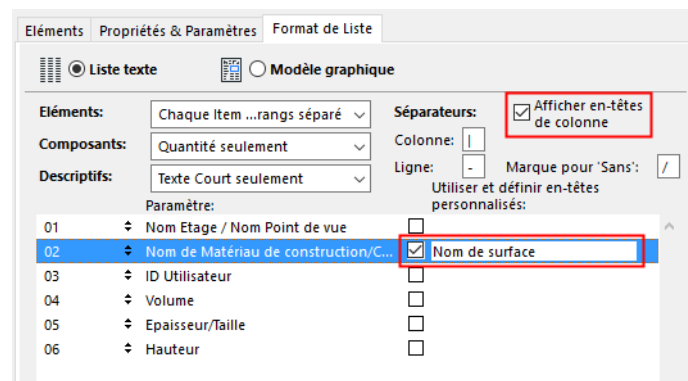 Eléments Propriétés & Paramètres Format de Liste
Liste texte Modèle graphique
Eléments: Chaque Item ...rangs séparé Séparateurs: Afficher en-têtes
de colonne
Composants: Quantité seulement Colonne: |
Descriptifs: Texte Court seulement Ligne: - Marque pour 'Sans': /
Utiliser et définir en-têtes
personnalisés:
Paramètre:
01 Nom Etage / Nom Point de vue
02 Nom de Matériau de construction/C... Nom de surface
03 ID Utilisateur
04 Volume
05 Epaisseur/Taille
06 Hauteur